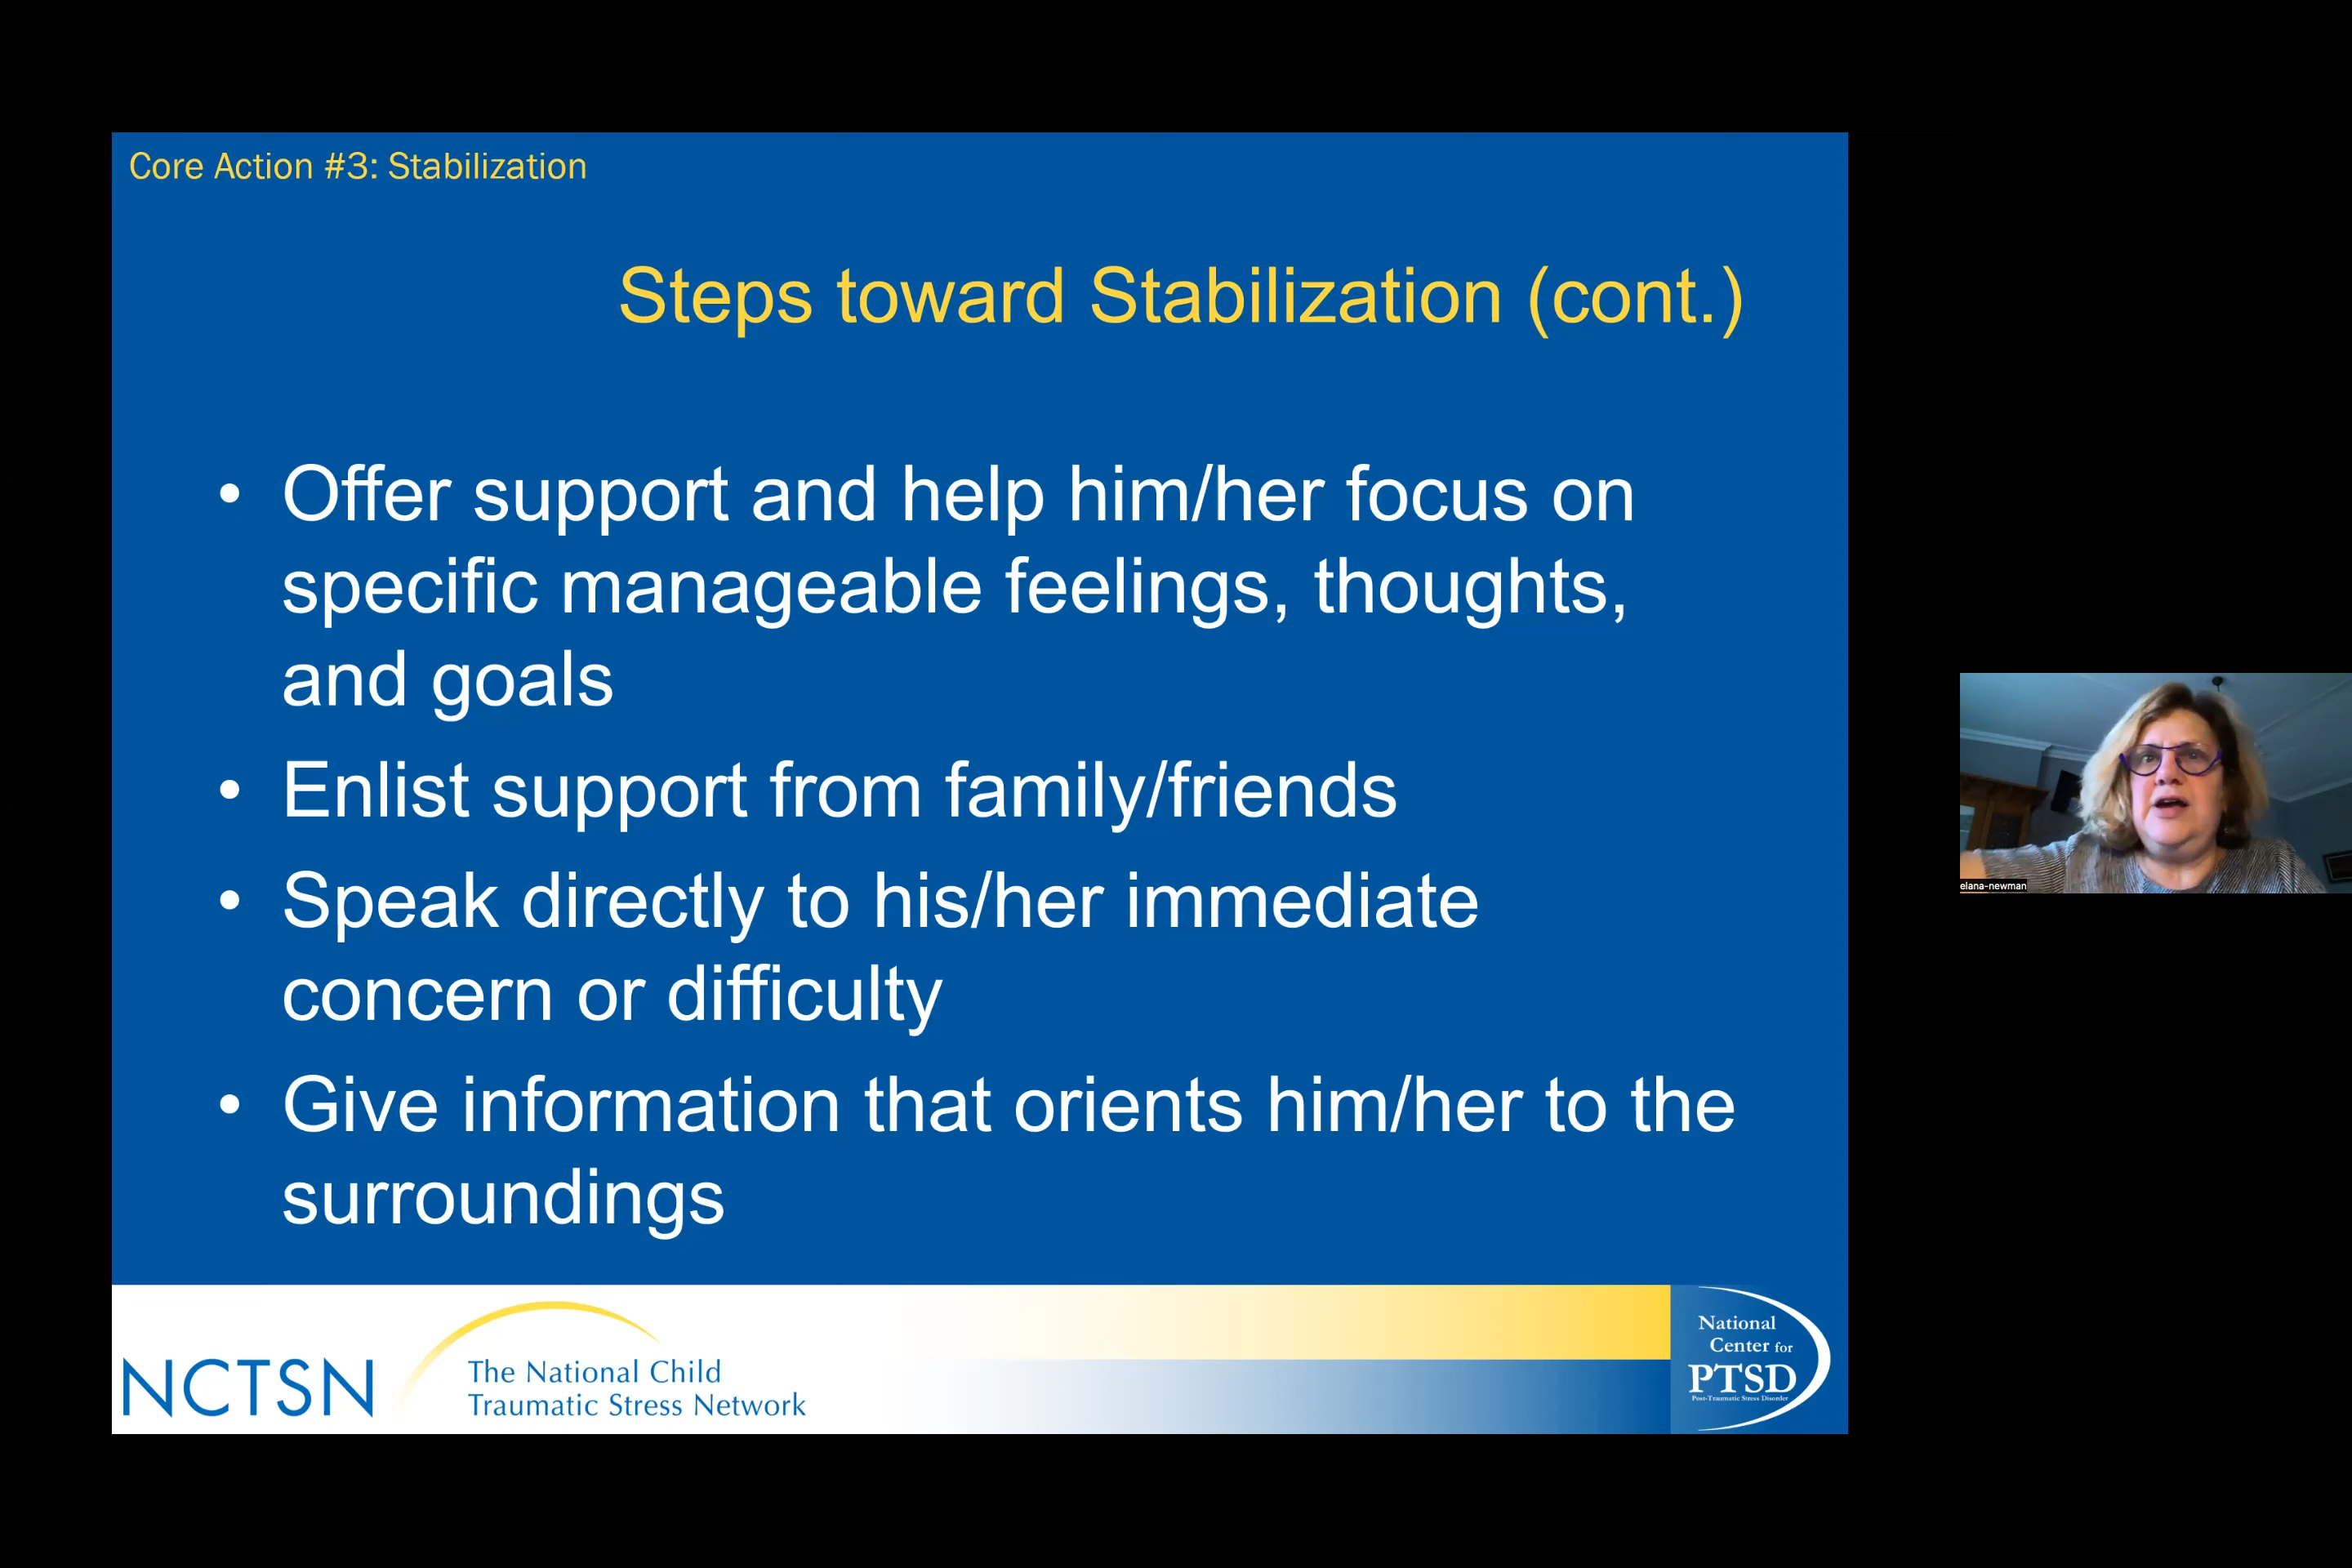 Core Action #3: Stabilization
Steps toward Stabilization (cont.)
• Offer support and help him/her focus on
specific manageable feelings, thoughts,
and goals
• Enlist support from family/friends
• Speak directly to his/her immediate
concern or difficulty
• Give information that orients him/her to the
surroundings
NCTSN
The National Child
Traumatic Stress Network
National
Center for
PTSD
Post-Traumatic Stress Disorder
elana-newman